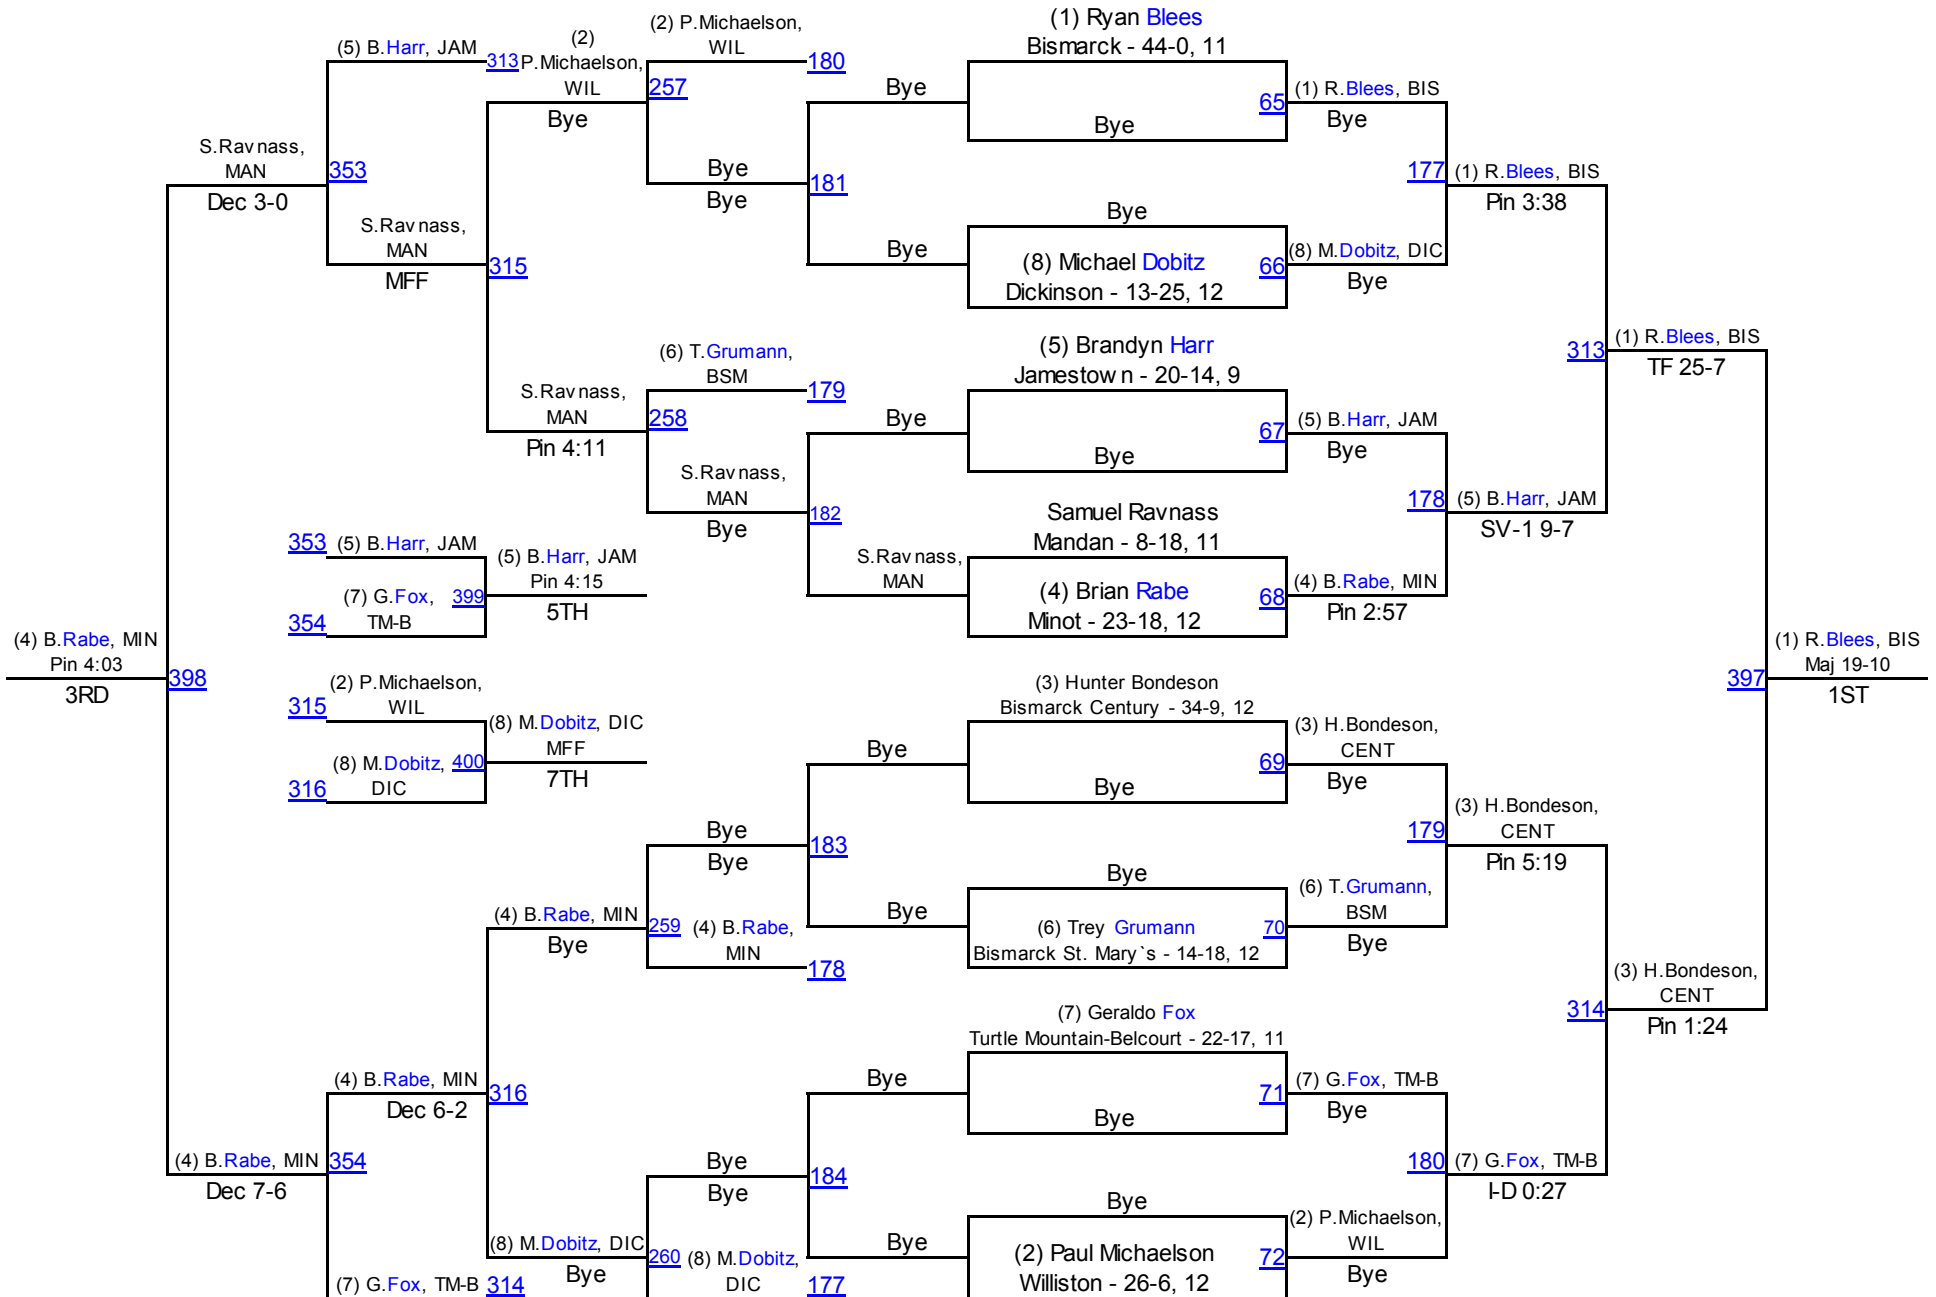 (5) B.Harr, JAM
313
(2)
P.Michaelson,
WIL
Bye
257
(2) P.Michaelson,
WIL
180
Bye
Bye
181
Bye
Bye
(1) Ryan Blees
Bismarck - 44-0, 11
Bye
65
(1) R.Blees, BIS
Bye
S.Ravnass,
MAN
Dec 3-0
353
S.Ravnass,
MAN
MFF
315
Bye
(8) Michael Dobitz
Dickinson - 13-25, 12
66
(8) M.Dobitz, DIC
Bye
177
(1) R.Blees, BIS
Pin 3:38
S.Ravnass,
MAN
Pin 4:11
258
(6) T.Grumann,
BSM
179
S.Ravnass,
MAN
Bye
182
Bye
S.Ravnass,
MAN
(5) Brandyn Harr
Jamestown - 20-14, 9
Bye
67
(5) B.Harr, JAM
Bye
313
(1) R.Blees, BIS
TF 25-7
Samuel Ravnass
Mandan - 8-18, 11
(4) Brian Rabe
Minot - 23-18, 12
68
(4) B.Rabe, MIN
Pin 2:57
178
(5) B.Harr, JAM
SV-1 9-7
353
(5) B.Harr, JAM
(7) G.Fox,
TM-B
354
399
(5) B.Harr, JAM
Pin 4:15
5TH
(4) B.Rabe, MIN
Pin 4:03
3RD
398
315
(2) P.Michaelson,
WIL
(8) M.Dobitz,
DIC
316
400
(8) M.Dobitz, DIC
MFF
7TH
(1) R.Blees, BIS
Maj 19-10
1ST
397
Bye
(3) Hunter Bondeson
Bismarck Century - 34-9, 12
Bye
69
(3) H.Bondeson,
CENT
Bye
Bye
Bye
183
Bye
Bye
(6) Trey Grumann
Bismarck St. Mary`s - 14-18, 12
70
(6) T.Grumann,
BSM
Bye
179
(3) H.Bondeson,
CENT
Pin 5:19
(4) B.Rabe, MIN
Bye
259
(4) B.Rabe,
MIN
178
314
(3) H.Bondeson,
CENT
Pin 1:24
(4) B.Rabe, MIN
Dec 6-2
316
Bye
(7) Geraldo Fox
Turtle Mountain-Belcourt - 22-17, 11
Bye
71
(7) G.Fox, TM-B
Bye
(4) B.Rabe, MIN
Dec 7-6
354
Bye
Bye
184
Bye
Bye
(2) Paul Michaelson
Williston - 26-6, 12
72
(2) P.Michaelson,
WIL
Bye
180
(7) G.Fox, TM-B
I-D 0:27
(8) M.Dobitz, DIC
Bye
260
(8) M.Dobitz,
DIC
177
(7) G.Fox, TM-B
314